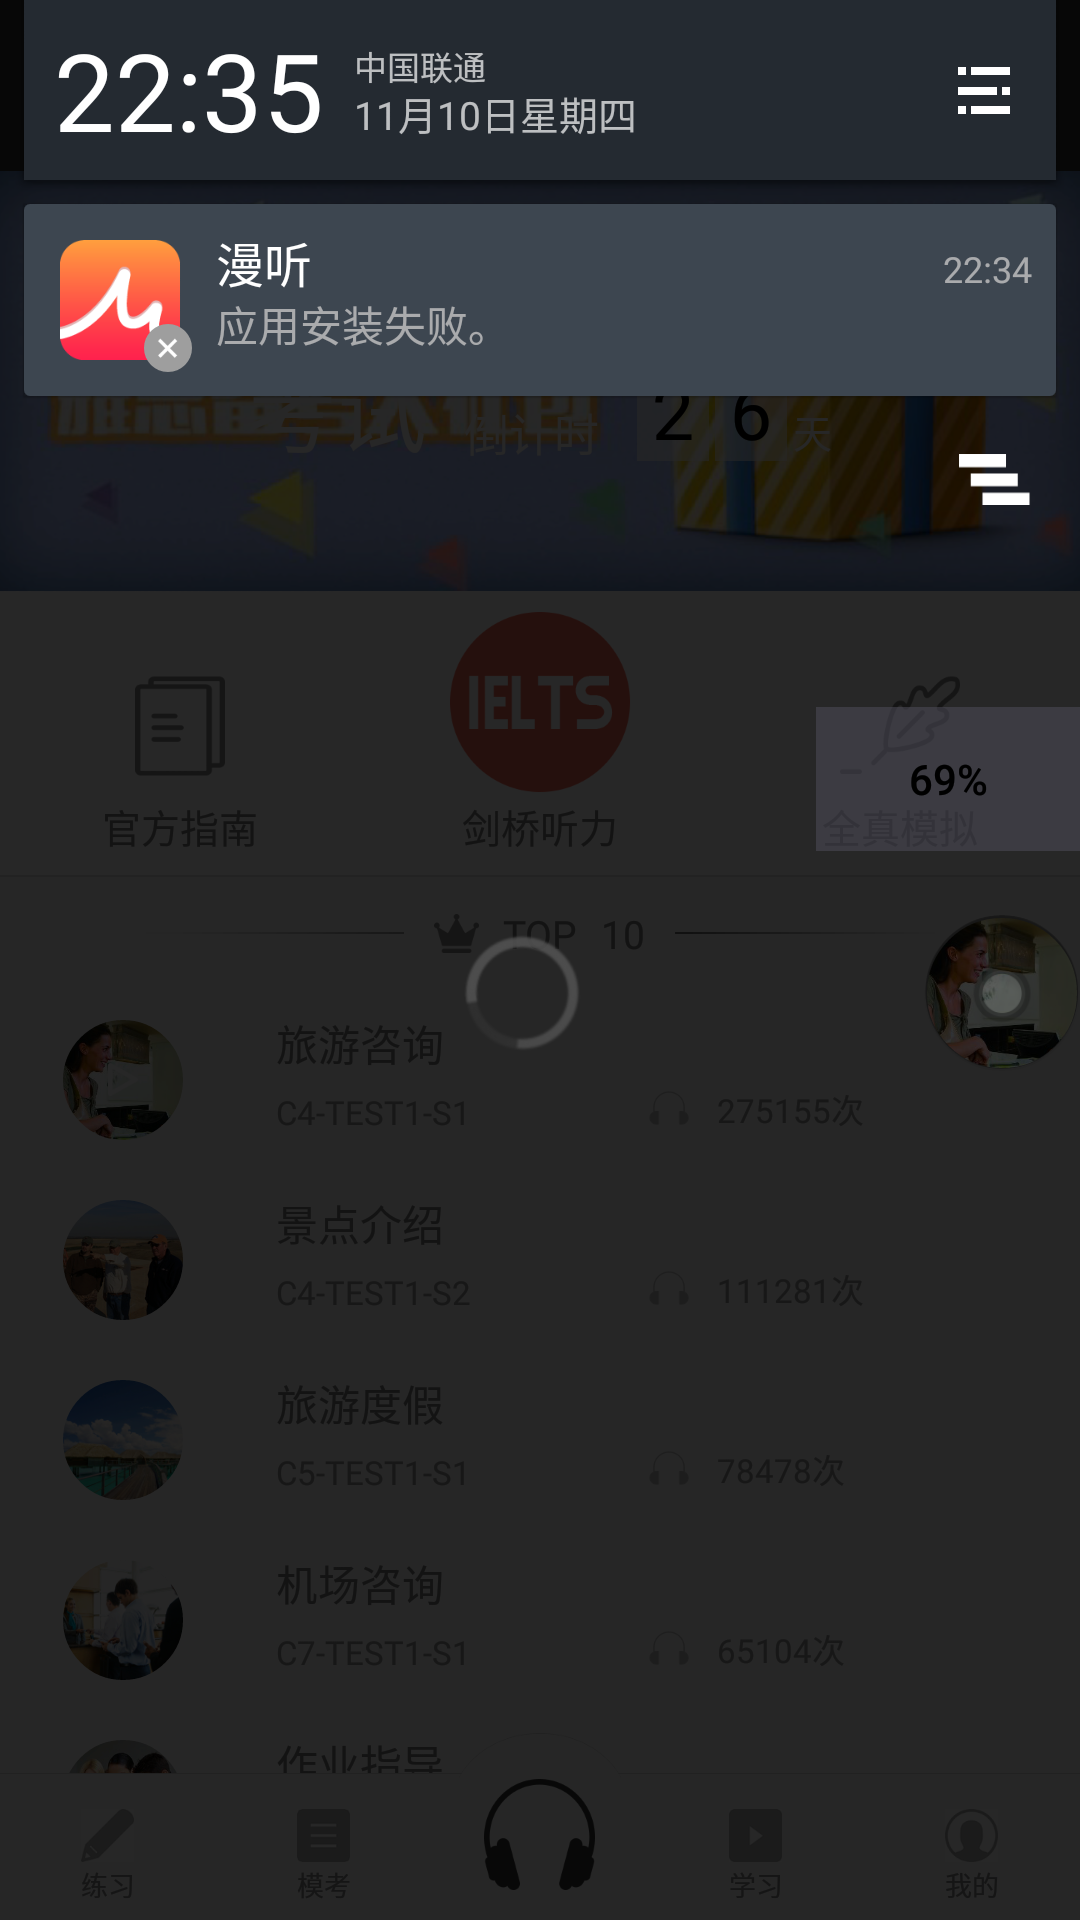 22:35
中国联通
11月10日星期四
漫听
22:34
应用安装失败。
考试 倒计时 2 6 天
IELTS
69%
官方指南
剑桥听力
全真模拟
TOP 10
旅游咨询
C4-TEST1-S1
275155次
景点介绍
C4-TEST1-S2
111281次
旅游度假
C5-TEST1-S1
78478次
机场咨询
C7-TEST1-S1
65104次
作业指导
练习
模考
学习
我的